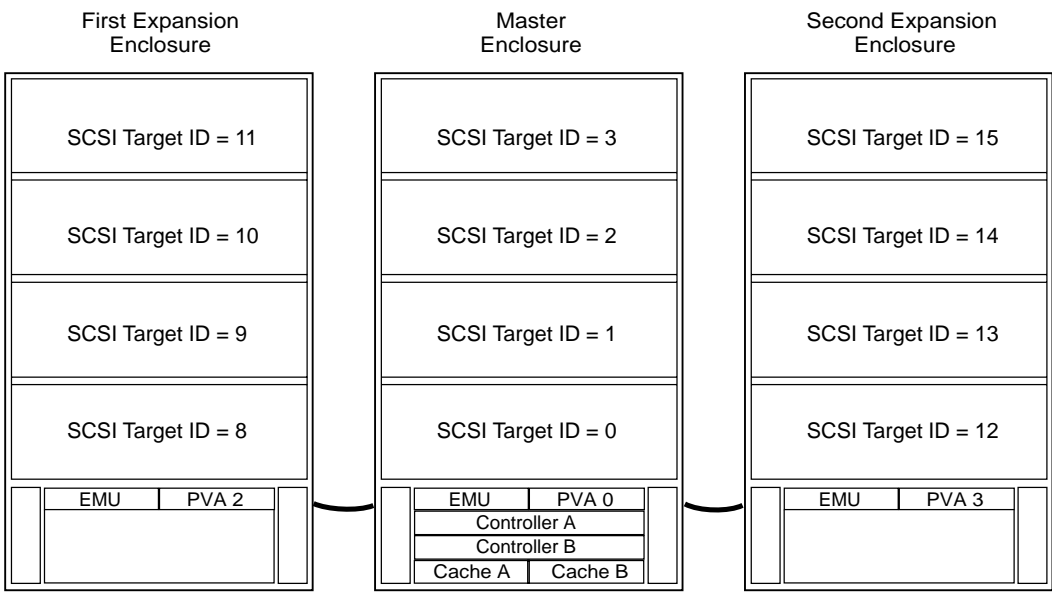 First Expansion
Enclosure
SCSI Target ID = 11
SCSI Target ID = 10
SCSI Target ID = 9
SCSI Target ID = 8
EMU
PVA 2
Master
Enclosure
SCSI Target ID = 3
SCSI Target ID = 2
SCSI Target ID = 1
SCSI Target ID = 0
EMU
PVA 0
Controller A
Controller B
Cache A
Cache B
Second Expansion
Enclosure
SCSI Target ID = 15
SCSI Target ID = 14
SCSI Target ID = 13
SCSI Target ID = 12
EMU
PVA 3